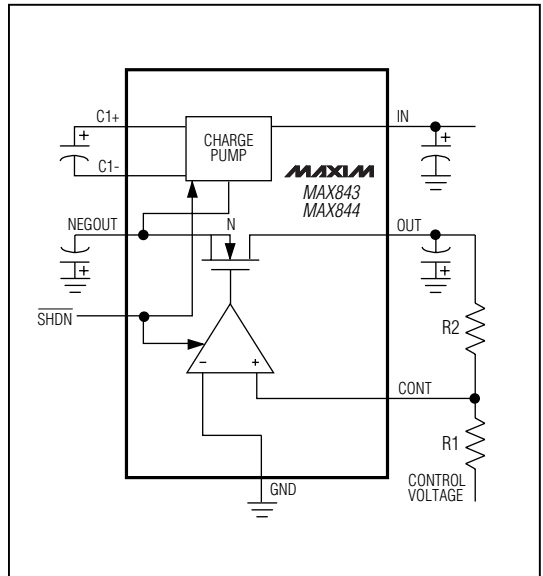 C1+
IN
+
CHARGE
PUMP
+
C1-
MAXIM
MAX843
MAX844
NEGOUT
N
OUT
+
+
SHDN
R2
- +
CONT
R1
GND
CONTROL
VOLTAGE